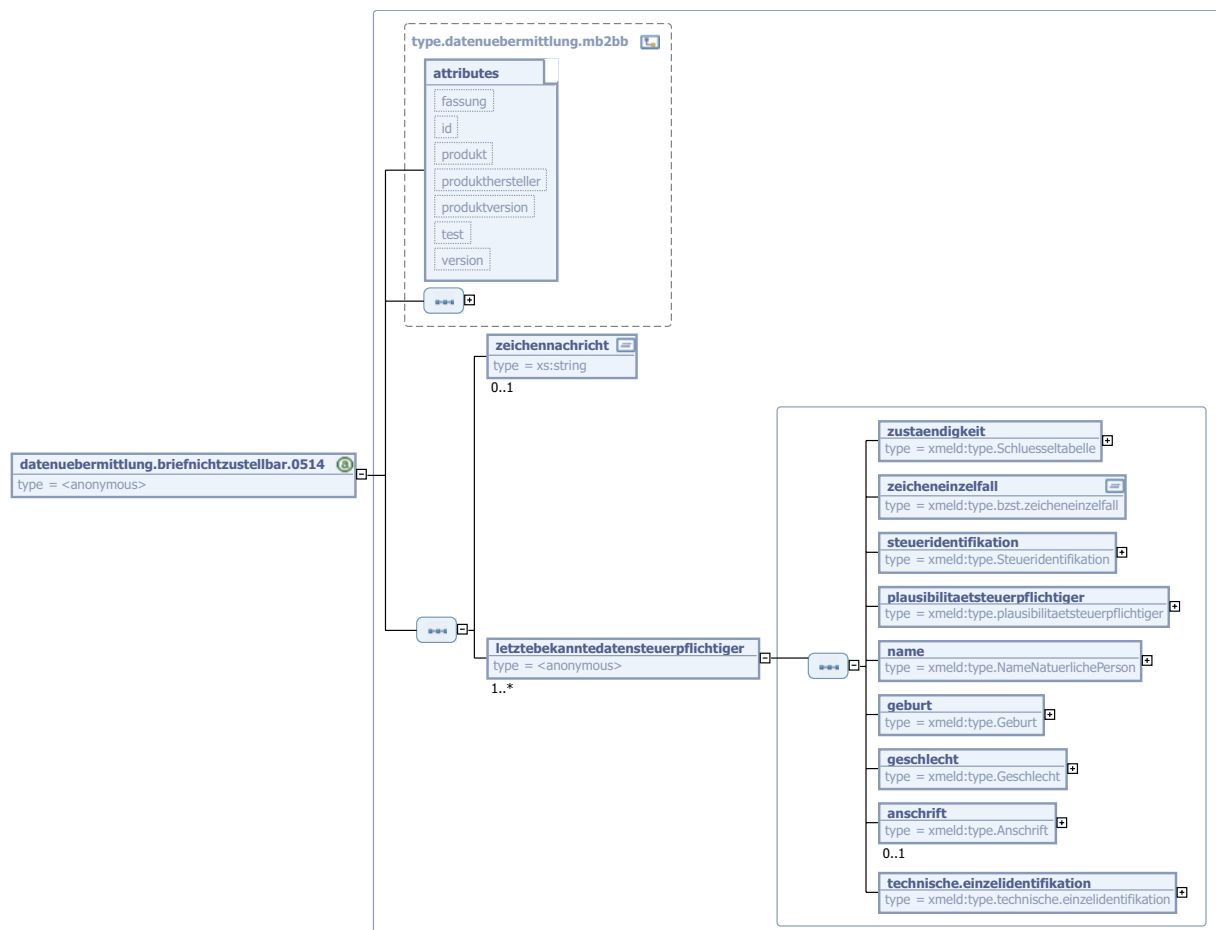 type.datenuebermittlung.mb2bb
attributes
fassung
id
produkt
produkthersteller
produktversion
test
version
zeichennachricht
type = xs:string
0..1
datenuebermittlung.briefnichtzustellbar.0514
a
type = <anonymous>
letztebekanntedatensteuerpflichtiger
type = <anonymous>
1..*
zustaendigkeit
type = xmeld:type.Schluesseltabelle
zeicheneinzelfall
type = xmeld:type.bzst.zeicheneinzelfall
steueridentifikation
type = xmeld:type.Steueridentifikation
plausibilitaetsteuerpflichtiger
type = xmeld:type.plausibilitaetsteuerpflichtiger
name
type = xmeld:type.NameNatuerlichePerson
geburt
type = xmeld:type.Geburt
geschlecht
type = xmeld:type.Geschlecht
anschrift
type = xmeld:type.Anschrift
0..1
technische.einzelidentifikation
type = xmeld:type.technische.einzelidentifikation